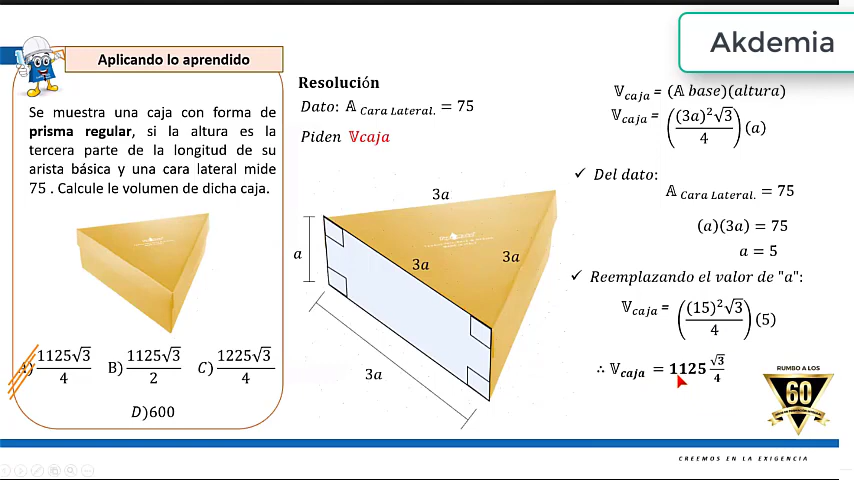 Akdemia
Aplicando lo aprendido
Se muestra una caja con forma de
prisma regular, si la altura es la
tercera parte de la longitud de su
arista básica y una cara lateral mide
75 . Calcule le volumen de dicha caja.
A) 1125√3/4 B) 1125√3/2 C) 1225√3/4
D)600
Resolución
Dato: 𝔸 Cara Lateral. = 75
Piden 𝕍caja
3a
a
3a
3a
3a
𝕍caja = (𝔸 base)(altura)
𝕍caja = ((3a)²√3/4)(a)
✓ Del dato:
𝔸 Cara Lateral. = 75
(a)(3a) = 75
a = 5
✓ Reemplazando el valor de "a":
𝕍caja = ((15)²√3/4)(5)
∴ 𝕍caja = 1125 √3/4
RUMBO A LOS
60
CREEMOS EN LA EXIGENCIA